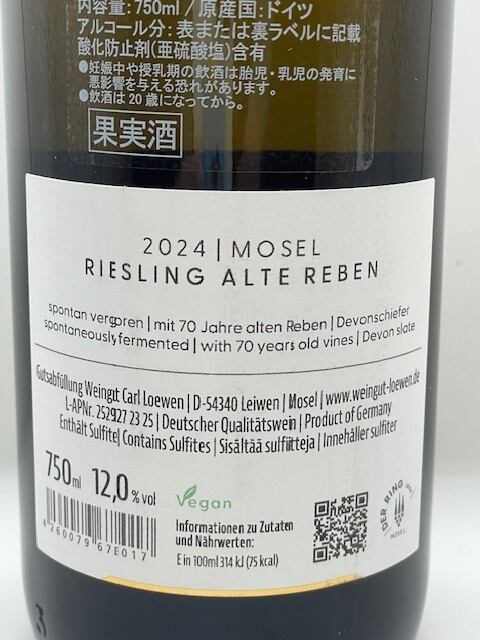 内容量:750ml / 原産国:ドイツ
アルコール分:表または裏ラベルに記載
酸化防止剤(亜硫酸塩)含有
●妊娠中や授乳期の飲酒は胎児・乳児の発育に
悪影響を与える恐れがあります。
●飲酒は20歳になってから。
果実酒
2024 | MOSEL
RIESLING ALTE REBEN
spontan vergoren | mit 70 Jahre alten Reben | Devonschiefer
spontaneously fermented | with 70 years old vines | Devon slate
Gutsabfüllung Weingut Carl Loewen | D-54340 Leiwen | Mosel | www.weingut-loewen.de
L-APNr. 2529327 23 25 | Deutscher Qualitätswein | Product of Germany
Enthält Sulfite | Contains Sulfites | Sisältää sulfiitteja | Innehåller sulfiter
750ml 12,0 % vol
Vegan
Informationen zu Zutaten
und Nährwerten:
E in 100ml 314 kJ (75 kcal)
4 260079 67E017
DER RING
MOSEL
3